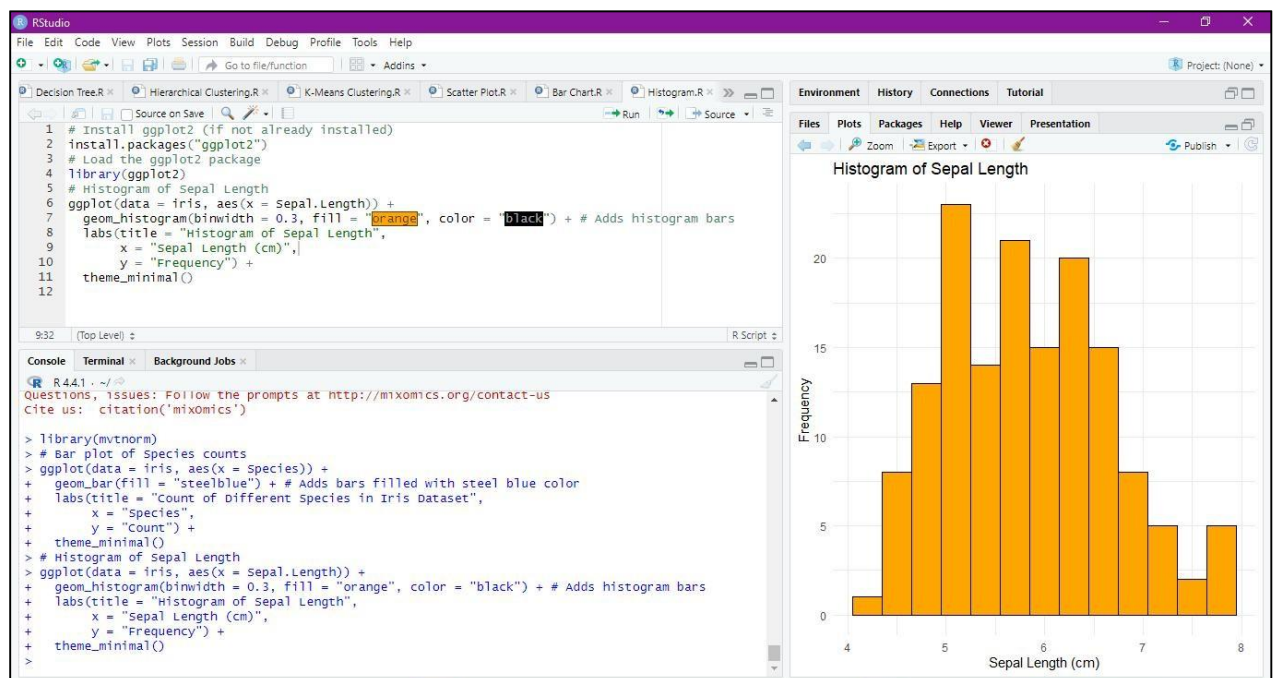 RStudio
File Edit Code View Plots Session Build Debug Profile Tools Help
Go to file/function Addins Project: (None)
Decision Tree.R Hierarchical Clustering.R K-Means Clustering.R Scatter Plot.R Bar Chart.R Histogram.R
Source on Save Run Source
1 # Install ggplot2 (if not already installed)
2 install.packages("ggplot2")
3 # Load the ggplot2 package
4 library(ggplot2)
5 # Histogram of Sepal Length
6 ggplot(data = iris, aes(x = Sepal.Length)) +
7 geom_histogram(binwidth = 0.3, fill = "orange", color = "black") + # Adds histogram bars
8 labs(title = "Histogram of Sepal Length",
9 x = "Sepal Length (cm)",
10 y = "Frequency") +
11 theme_minimal()
12
9:32 (Top Level) R Script
Console Terminal Background Jobs
R R 4.4.1 · ~/
Questions, issues: Follow the prompts at http://mixomics.org/contact-us
Cite us: citation('mixOmics')
> library(mvtnorm)
> # Bar plot of Species counts
> ggplot(data = iris, aes(x = Species)) +
+ geom_bar(fill = "steelblue") + # Adds bars filled with steel blue color
+ labs(title = "Count of Different Species in Iris Dataset",
+ x = "Species",
+ y = "Count") +
+ theme_minimal()
> # Histogram of Sepal Length
> ggplot(data = iris, aes(x = Sepal.Length)) +
+ geom_histogram(binwidth = 0.3, fill = "orange", color = "black") + # Adds histogram bars
+ labs(title = "Histogram of Sepal Length",
+ x = "Sepal Length (cm)",
+ y = "Frequency") +
+ theme_minimal()
>
Environment History Connections Tutorial
Files Plots Packages Help Viewer Presentation
Zoom Export Publish
Histogram of Sepal Length
20
15
10
5
0
Frequency
4 5 6 7 8
Sepal Length (cm)